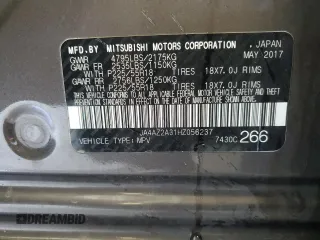 MFD.BY MITSUBISHI MOTORS CORPORATION , JAPAN
GVWR 4795LBS/2175KG MAY 2017
GAWR FR 2535LBS/1150KG
WITH P225/55R18 TIRES 18X7.0J RIMS
GAWR RR 2756LBS/1250KG
WITH P225/55R18 TIRES 18X7.0J RIMS
JA4AZ2A31HZ056237
VEHICLE TYPE: MPV 7430C 266
DREAMBID